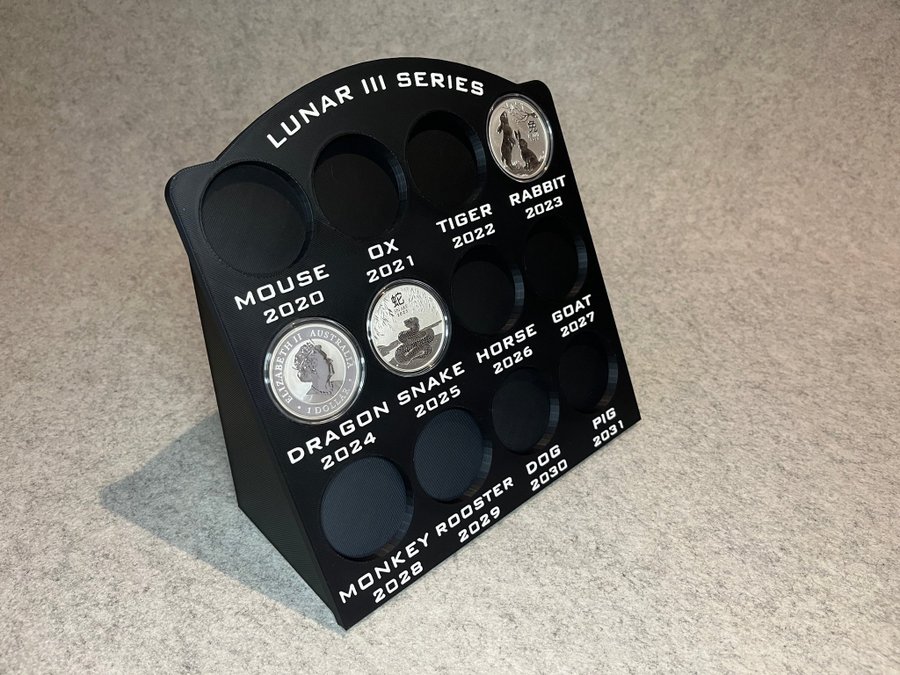 LUNAR III SERIES
MOUSE
2020
OX
2021
TIGER
2022
RABBIT
2023
ELIZABETH II AUSTRALIA
• 1 DOLLAR •
DRAGON
2024
蛇
SNAKE
2025
HORSE
2026
GOAT
2027
MONKEY
2028
ROOSTER
2029
DOG
2030
PIG
2031